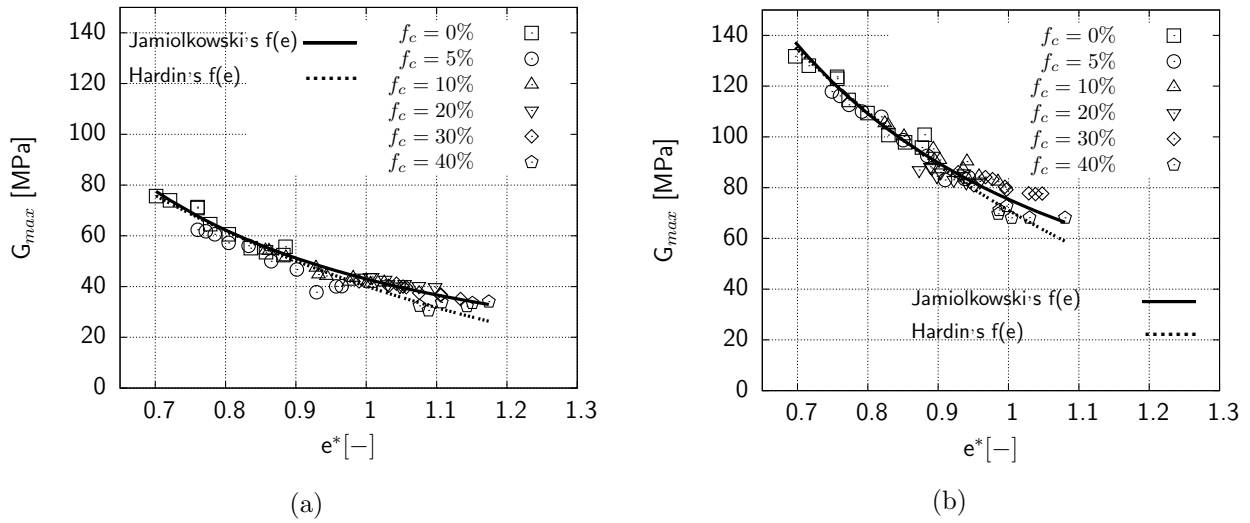 140
120
100
80
60
40
20
0
G_max [MPa]
Jamiolkowski's f(e)
Hardin's f(e)
f_c = 0%
f_c = 5%
f_c = 10%
f_c = 20%
f_c = 30%
f_c = 40%
0.7 0.8 0.9 1 1.1 1.2 1.3
e*[−]
(a)
140
120
100
80
60
40
20
0
G_max [MPa]
f_c = 0%
f_c = 5%
f_c = 10%
f_c = 20%
f_c = 30%
f_c = 40%
Jamiolkowski's f(e)
Hardin's f(e)
0.7 0.8 0.9 1 1.1 1.2 1.3
e*[−]
(b)